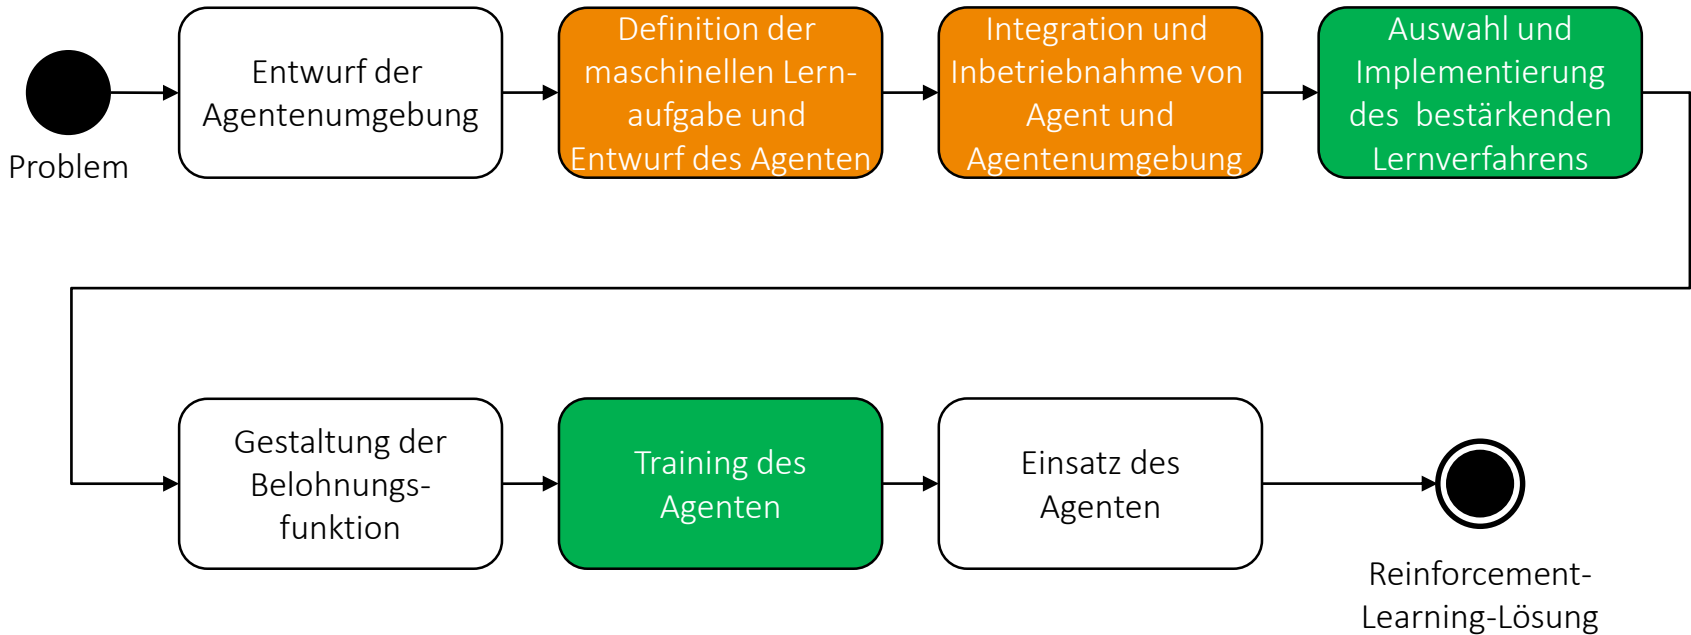 Problem
Entwurf der
Agentenumgebung
Definition der
maschinellen Lern-
aufgabe und
Entwurf des Agenten
Integration und
Inbetriebnahme von
Agent und
Agentenumgebung
Auswahl und
Implementierung
des  bestärkenden
Lernverfahrens
Gestaltung der
Belohnungs-
funktion
Training des
Agenten
Einsatz des
Agenten
Reinforcement-
Learning-Lösung